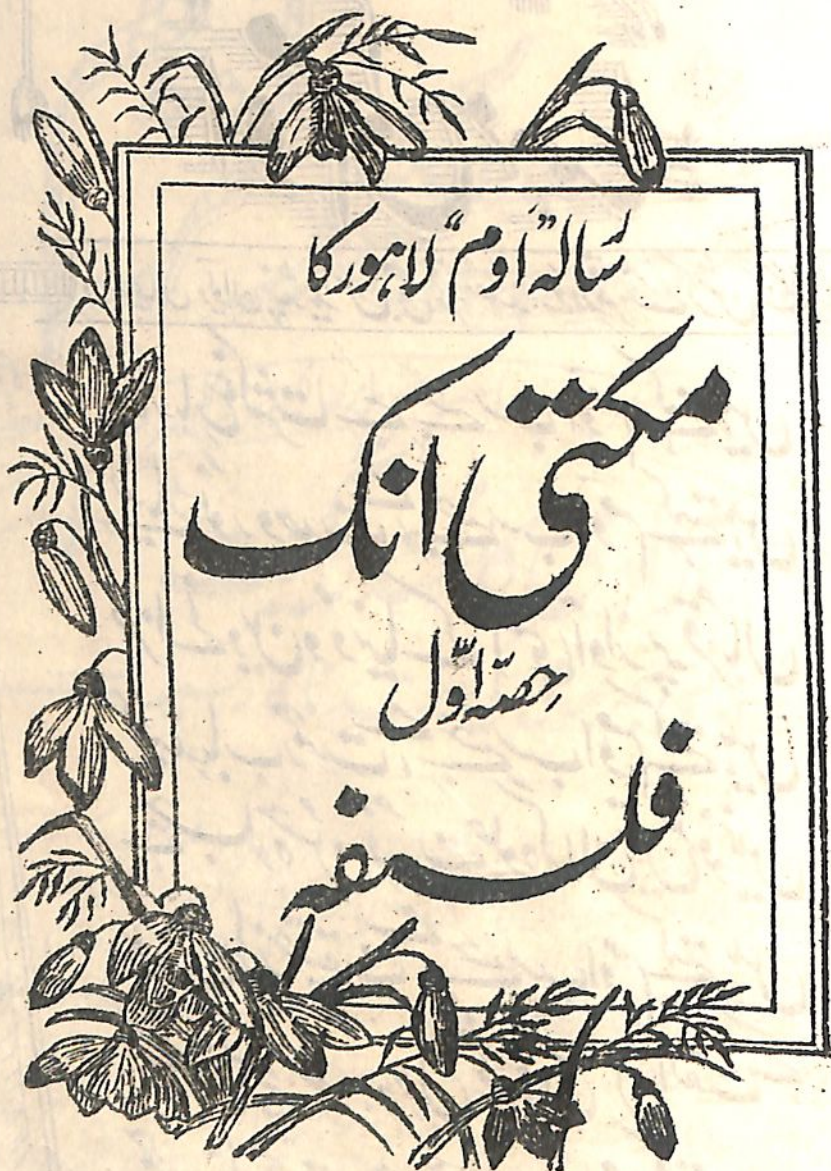 رسالہ "اوم" لاہور کا
مکتی انک
حصہ اوّل
فلسفہ